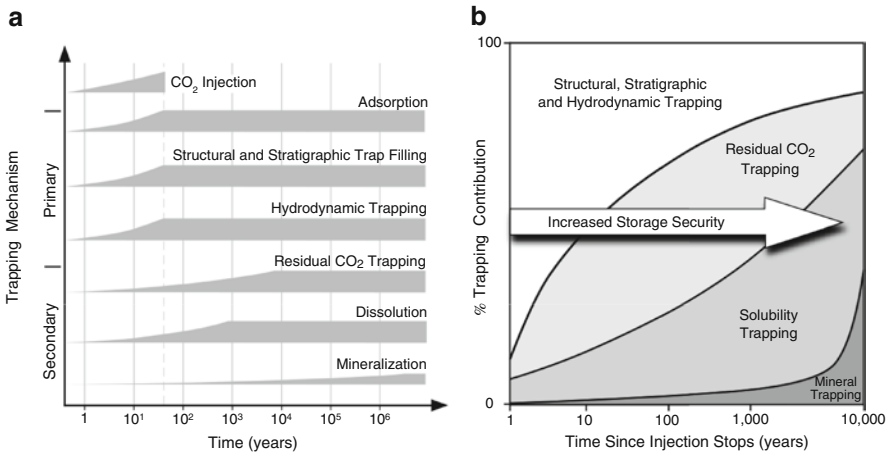 a
CO₂ Injection
Adsorption
Structural and Stratigraphic Trap Filling
Hydrodynamic Trapping
Residual CO₂ Trapping
Dissolution
Mineralization
Trapping Mechanism
Primary
Secondary
1
10¹
10²
10³
10⁴
10⁵
10⁶
Time (years)
b
100
Structural, Stratigraphic
and Hydrodynamic Trapping
Residual CO₂
Trapping
Increased Storage Security
Solubility
Trapping
Mineral
Trapping
% Trapping Contribution
0
1
10
100
1,000
10,000
Time Since Injection Stops (years)